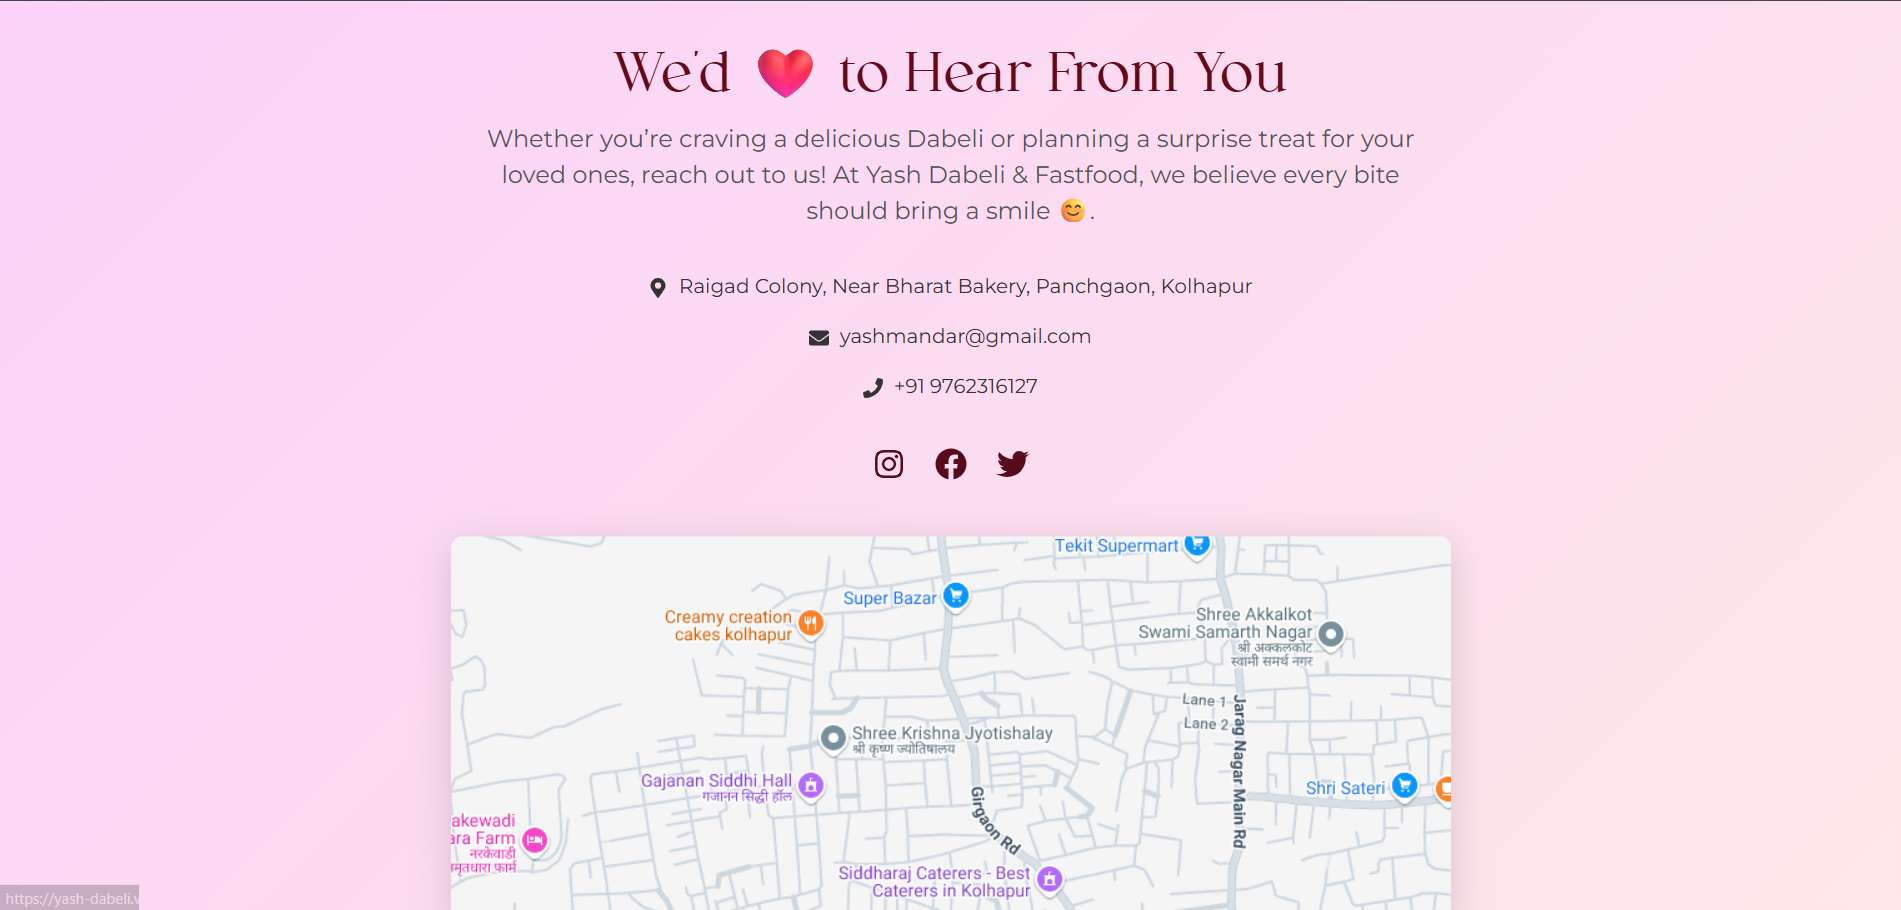 We'd ❤️ to Hear From You
Whether you’re craving a delicious Dabeli or planning a surprise treat for your
loved ones, reach out to us! At Yash Dabeli & Fastfood, we believe every bite
should bring a smile 😊.
Raigad Colony, Near Bharat Bakery, Panchgaon, Kolhapur
yashmandar@gmail.com
+91 9762316127
Tekit Supermart
Super Bazar
Creamy creation
cakes kolhapur
Shree Akkalkot
Swami Samarth Nagar
श्री अक्कलकोट
स्वामी समर्थ नगर
Lane 1
Lane 2
Jarag Nagar Main Rd
Shree Krishna Jyotishalay
श्री कृष्ण ज्योतिषालय
Gajanan Siddhi Hall
गजानन सिद्धी हॉल
Shri Sateri
Girgaon Rd
akewadi
ara Farm
नरकेवाडी
मृतधारा फार्म
Siddharaj Caterers - Best
Caterers in Kolhapur
https://yash-dabeli.w